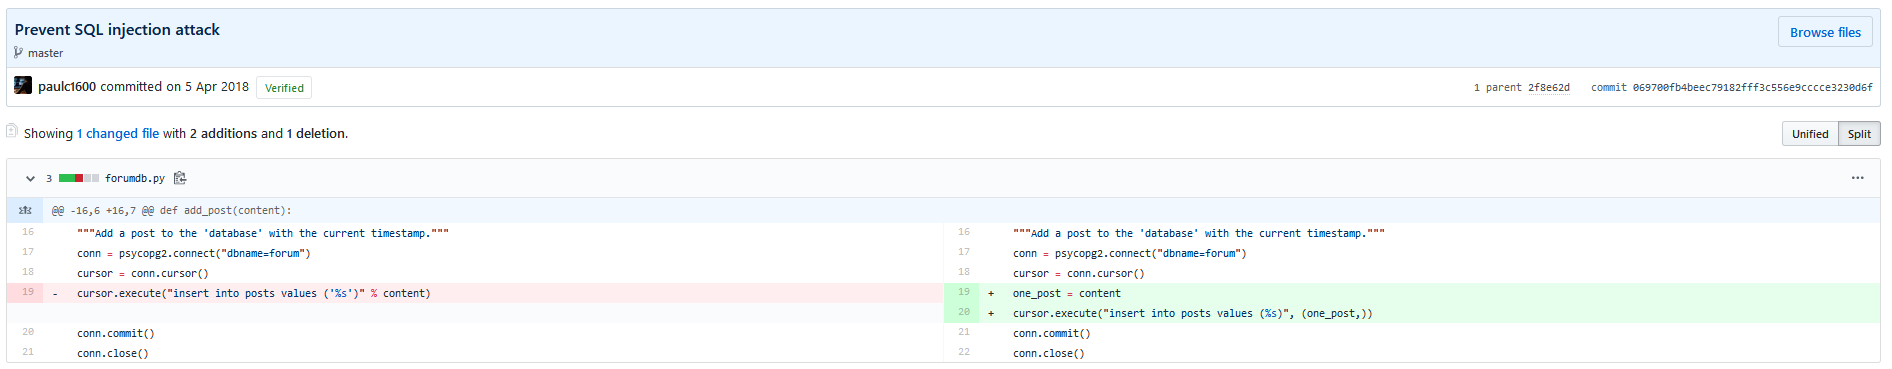 Prevent SQL injection attack
Browse files
master
paulc1600 committed on 5 Apr 2018 Verified
1 parent 2f8e62d commit 069700fb4beec79182fff3c556e9cccce3230d6f
Showing 1 changed file with 2 additions and 1 deletion.
Unified Split
3 forumdb.py
@@ -16,6 +16,7 @@ def add_post(content):
16 """Add a post to the 'database' with the current timestamp."""
17 conn = psycopg2.connect("dbname=forum")
18 cursor = conn.cursor()
19 - cursor.execute("insert into posts values ('%s')" % content)
20 conn.commit()
21 conn.close()
16 """Add a post to the 'database' with the current timestamp."""
17 conn = psycopg2.connect("dbname=forum")
18 cursor = conn.cursor()
19 + one_post = content
20 + cursor.execute("insert into posts values (%s)", (one_post,))
21 conn.commit()
22 conn.close()